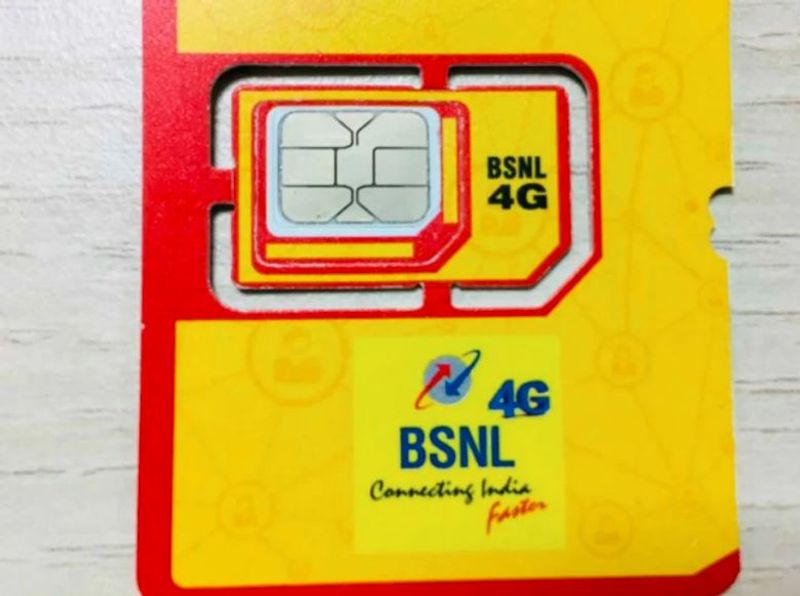 BSNL
4G
4G
BSNL
Connecting India
Faster